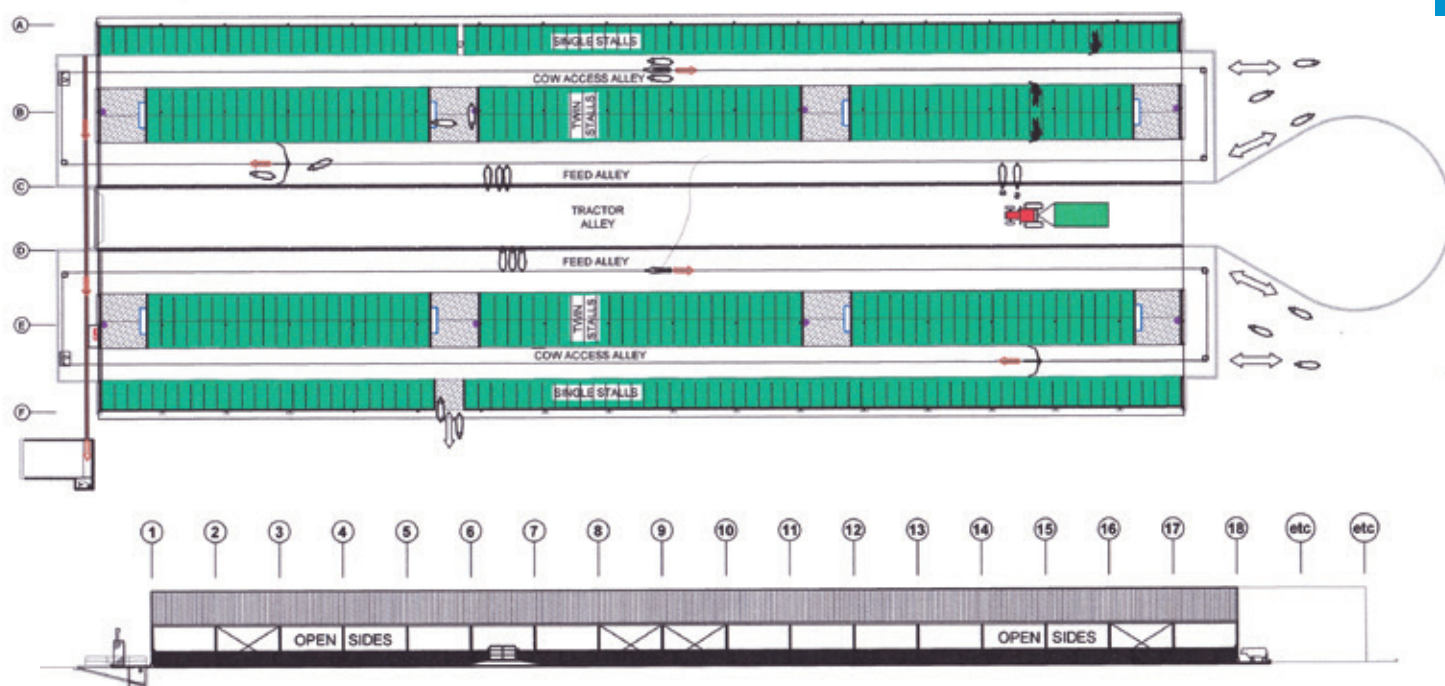 A
SINGLE STALLS
COW ACCESS ALLEY
B
TWIN
STALLS
FEED ALLEY
C
TRACTOR
ALLEY
D
FEED ALLEY
TWIN
STALLS
E
COW ACCESS ALLEY
SINGLE STALLS
F
1 2 3 4 5 6 7 8 9 10 11 12 13 14 15 16 17 18 etc etc
OPEN SIDES OPEN SIDES